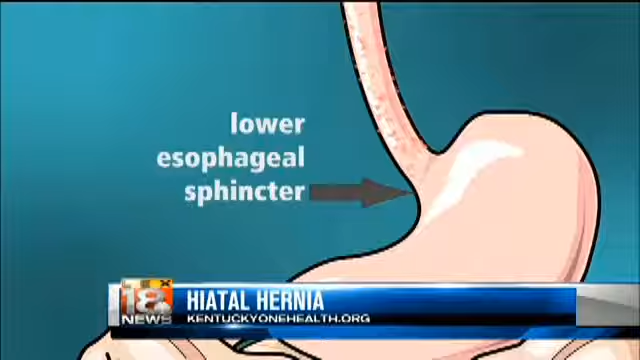 lower
esophageal
sphincter
18
NEWS
HIATAL HERNIA
KENTUCKYONEHEALTH.ORG